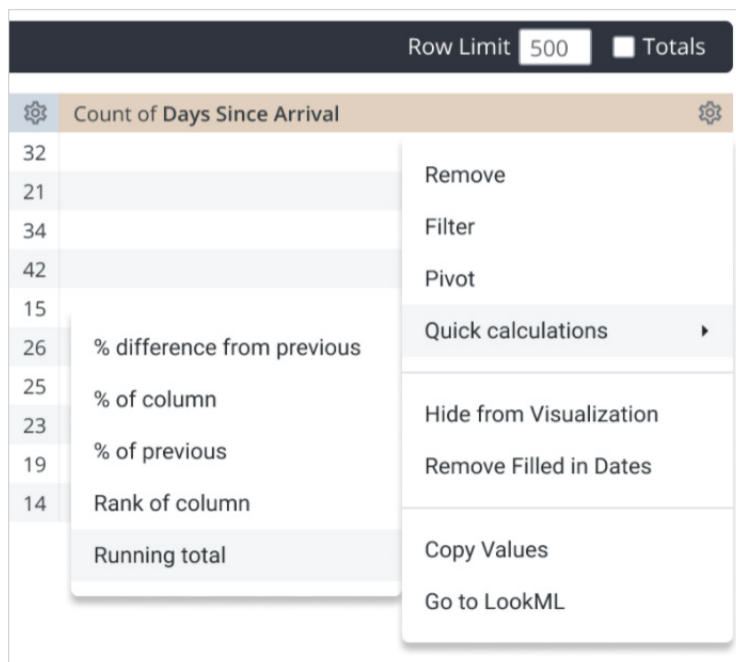 Row Limit 500 Totals
Count of Days Since Arrival
32
21
34
42
15
26
25
23
19
14
Remove
Filter
Pivot
Quick calculations
Hide from Visualization
Remove Filled in Dates
Copy Values
Go to LookML
% difference from previous
% of column
% of previous
Rank of column
Running total